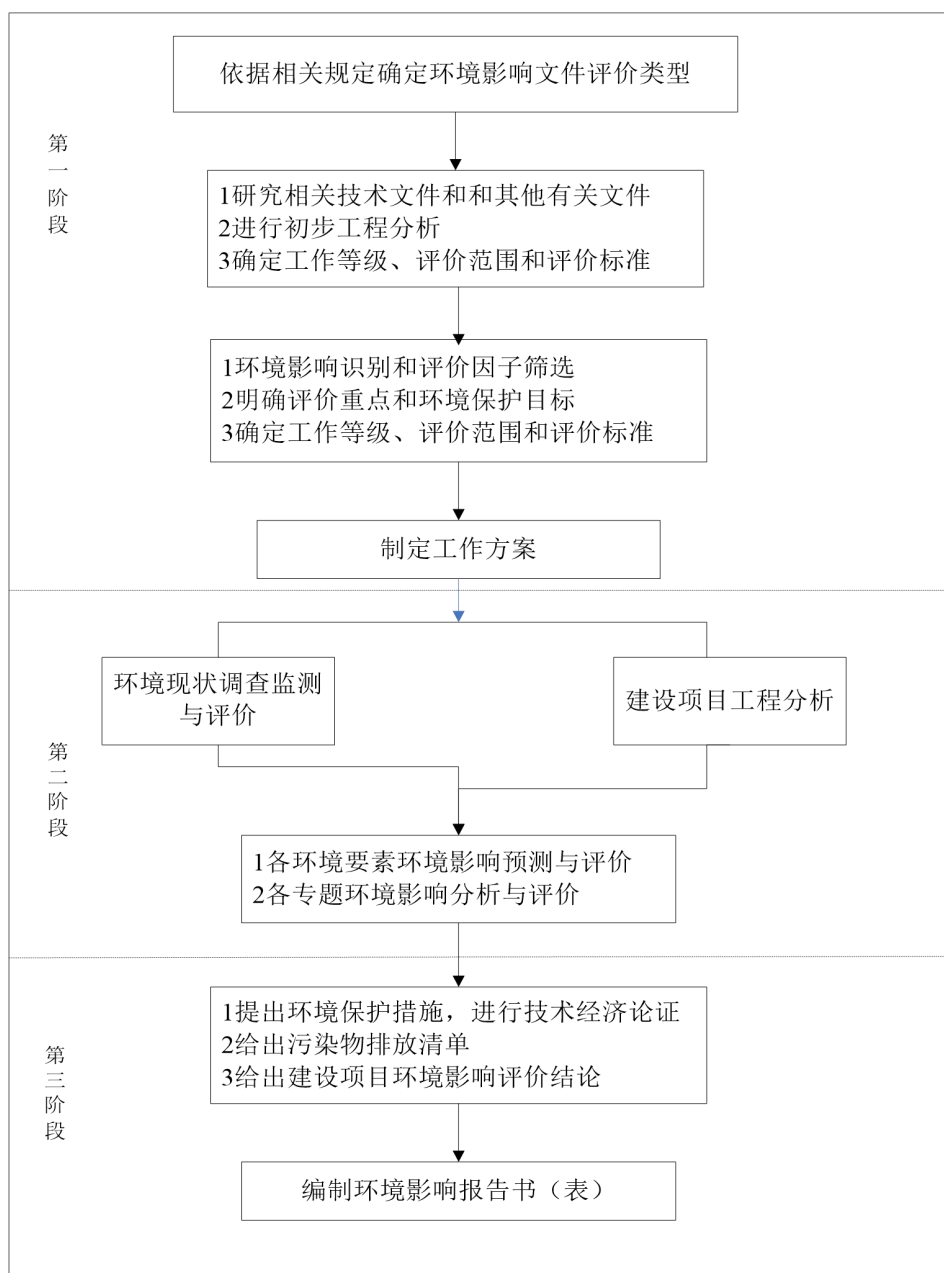 依据相关规定确定环境影响文件评价类型
第一阶段
1研究相关技术文件和和其他有关文件
2进行初步工程分析
3确定工作等级、评价范围和评价标准
1环境影响识别和评价因子筛选
2明确评价重点和环境保护目标
3确定工作等级、评价范围和评价标准
制定工作方案
第二阶段
环境现状调查监测
与评价
建设项目工程分析
1各环境要素环境影响预测与评价
2各专题环境影响分析与评价
第三阶段
1提出环境保护措施，进行技术经济论证
2给出污染物排放清单
3给出建设项目环境影响评价结论
编制环境影响报告书（表）